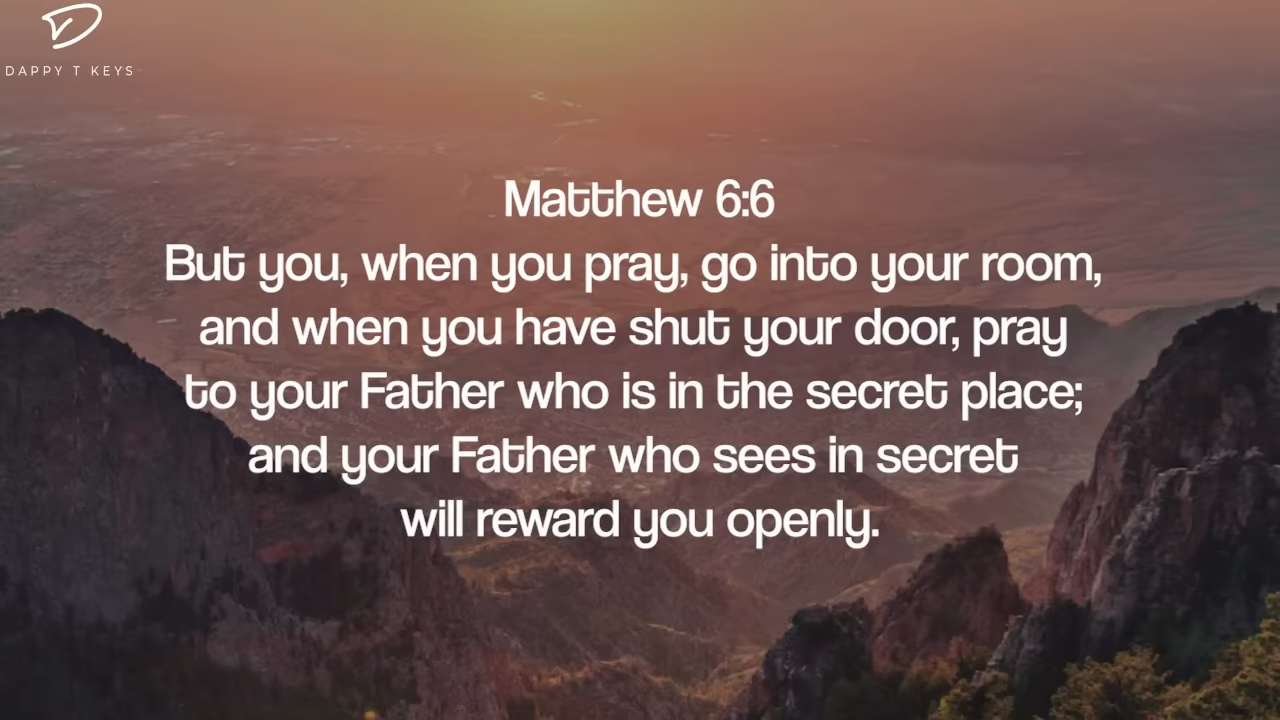 DAPPY T KEYS
Matthew 6:6
But you, when you pray, go into your room,
and when you have shut your door, pray
to your Father who is in the secret place;
and your Father who sees in secret
will reward you openly.